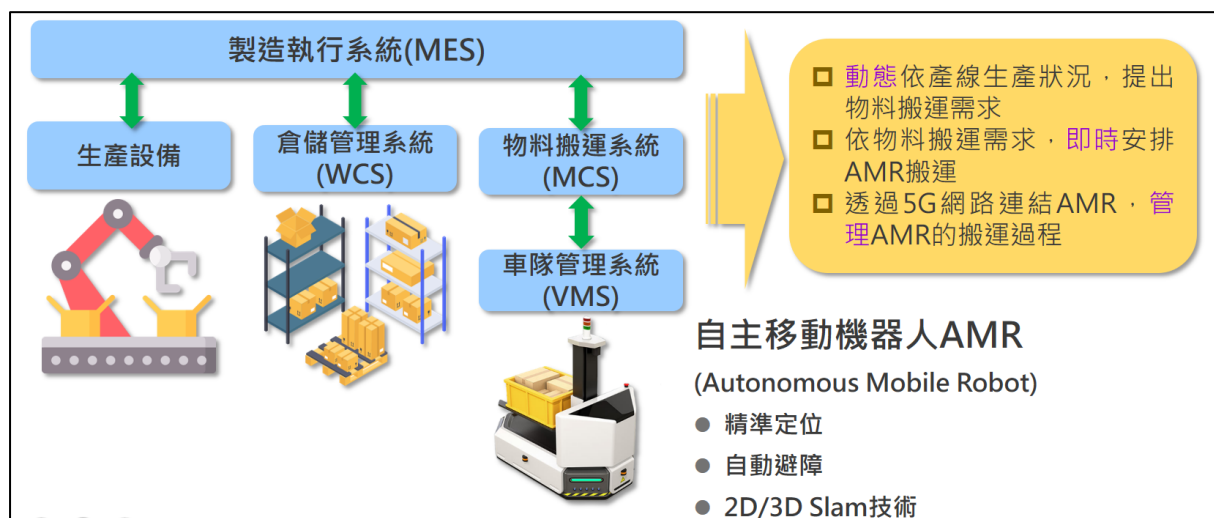 製造執行系統(MES)
生產設備
倉儲管理系統
(WCS)
物料搬運系統
(MCS)
車隊管理系統
(VMS)
動態依產線生產狀況，提出
物料搬運需求
依物料搬運需求，即時安排
AMR搬運
透過5G網路連結AMR，管
理AMR的搬運過程
自主移動機器人AMR
(Autonomous Mobile Robot)
● 精準定位
● 自動避障
● 2D/3D Slam技術